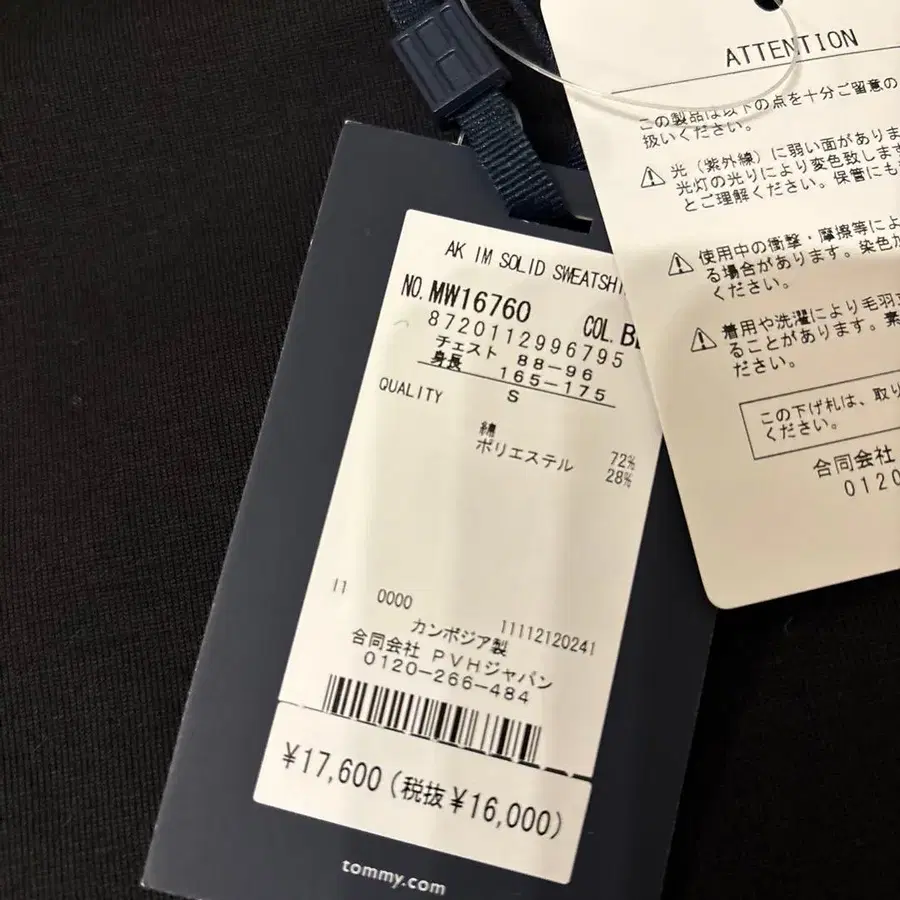 AK IM SOLID SWEATSHI
NO. MW16760 COL.
8720112996795
チェスト 88-96
身長 165-175
QUALITY S
綿 72%
ポリエステル 28%
11 0000 11112120241
カンボジア製
合同会社 PVHジャパン
0120-266-484
¥17,600 (税抜¥16,000)
tommy.com
ATTENTION
この製品は以下の点を十分ご留意の
扱いください。
光（紫外線）に弱い面がありま
光灯の光りにより変色致しま
とご理解ください。保管にも
使用中の衝撃・摩擦等によ
る場合があります。染色が
ください。
着用や洗濯により毛羽
ることがあります。素
ださい。
この下げ札は、取り
ください。
合同会社
0120